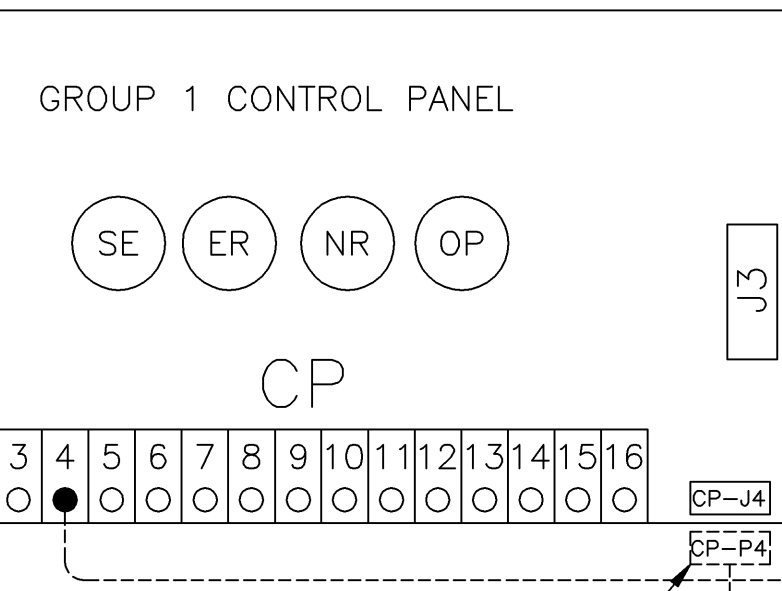 GROUP 1 CONTROL PANEL
SE ER NR OP
J3
CP
3 4 5 6 7 8 9 10 11 12 13 14 15 16
CP-J4
CP-P4